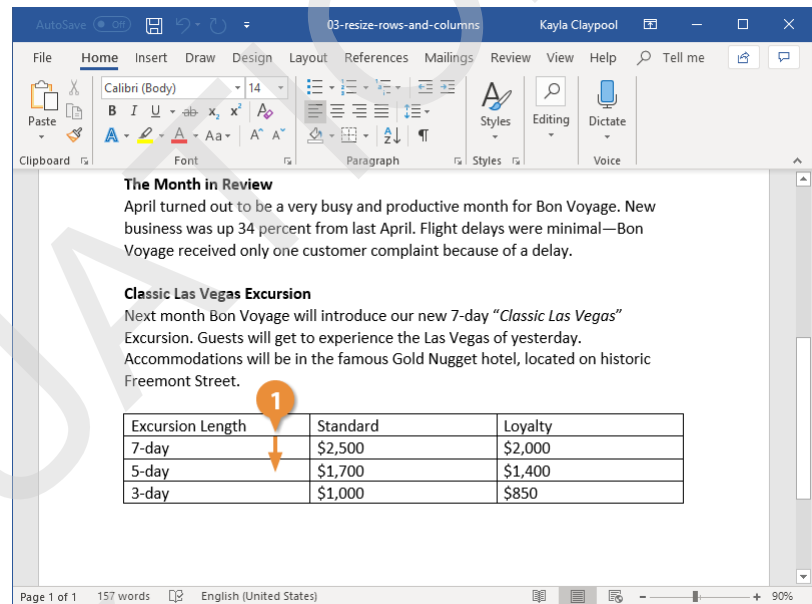 AutoSave Off 03-resize-rows-and-columns Kayla Claypool
File Home Insert Draw Design Layout References Mailings Review View Help Tell me
Calibri (Body) 14
Paste
B I U ab x₂ x² A
A A Aa A^ A˅
Styles Editing Dictate
Clipboard Font Paragraph Styles Voice
The Month in Review
April turned out to be a very busy and productive month for Bon Voyage. New
business was up 34 percent from last April. Flight delays were minimal—Bon
Voyage received only one customer complaint because of a delay.
Classic Las Vegas Excursion
Next month Bon Voyage will introduce our new 7-day “Classic Las Vegas”
Excursion. Guests will get to experience the Las Vegas of yesterday.
Accommodations will be in the famous Gold Nugget hotel, located on historic
Freemont Street.
1
Excursion Length Standard Loyalty
7-day $2,500 $2,000
5-day $1,700 $1,400
3-day $1,000 $850
Page 1 of 1 157 words English (United States) 90%